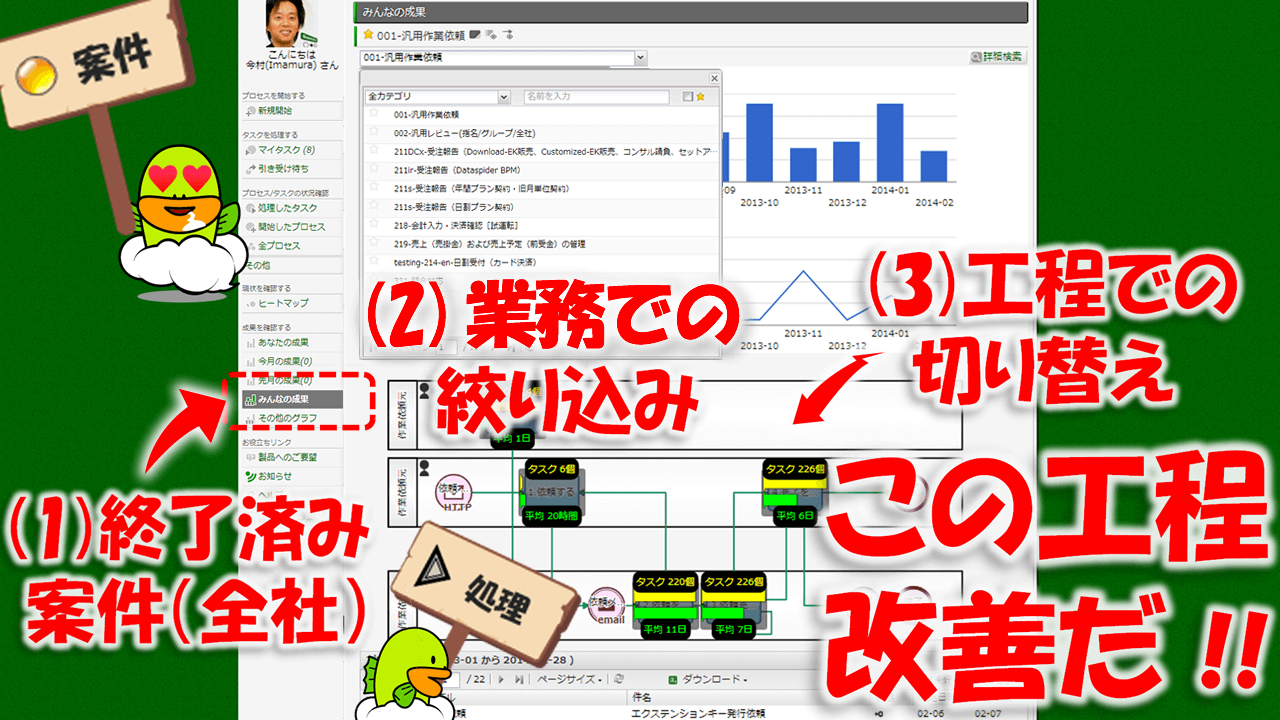 案件
こんにちは
今村(Imamura) さん
プロセスを開始する
新規開始
タスクを処理する
マイタスク (8)
引き受け待ち
プロセス/タスクの状況確認
処理したタスク
開始したプロセス
全プロセス
その他
現状を確認する
ヒートマップ
成果を確認する
あなたの成果
今月の成果(0)
先月の成果(0)
みんなの成果
その他のグラフ
お役立ちリンク
製品へのご要望
お知らせ
(1)終了済み
案件(全社)
みんなの成果
001-汎用作業依頼
001-汎用作業依頼
詳細検索
全カテゴリ
名前を入力
001-汎用作業依頼
002-汎用レビュー(指名/グループ/全社)
211DCx-受注報告（Download-EK販売、Customized-EK販売、コンサル請負、セットア…
211ir-受注報告（Dataspider BPM）
211s-受注報告（年間プラン契約・旧月単位契約）
211s-受注報告（日割プラン契約）
218-会計入力・決済確認［試運転］
219-売上（売掛金）および売上予定（前受金）の管理
testing-214-en-日割受付（カード決済）
-09
2013-10
2013-11
2013-12
2014-01
2014-02
2013-10
2013-11
2013-12
2014-01
(2) 業務での
絞り込み
(3)工程での
切り替え
作業依頼元
平均 1日
作業依頼元
依頼オ..
HTTP
タスク 6個
1.依頼する
平均 20時間
タスク 226個
平均 6日
依頼メ..
email
タスク 220個
平均 11日
タスク 226個
平均 7日
この工程
改善だ !!
処理
/ 22
ページサイズ
ダウンロード
件名
エクステンションキー発行依頼
02-06
02-07